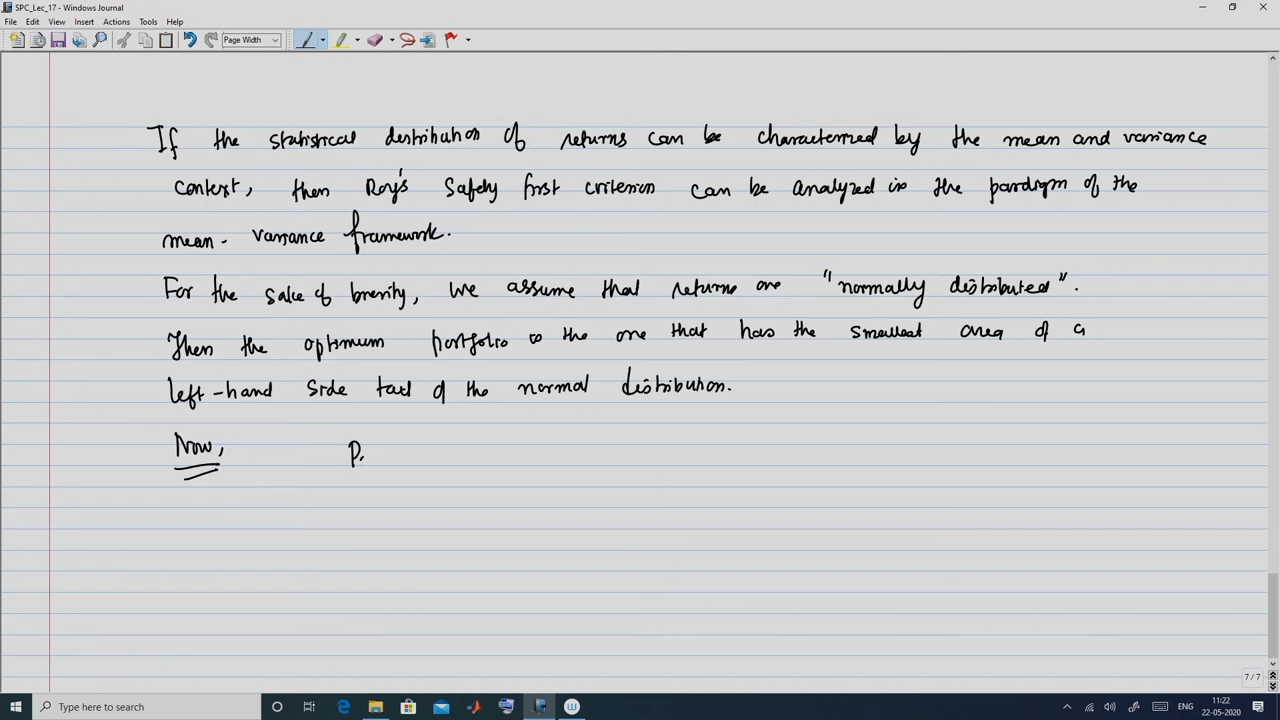 SPC_Lec_17 - Windows Journal
File Edit View Insert Actions Tools Help
Page Width
If the statistical distribution of returns can be characterized by the mean and variance
context, then Roy's Safety first criterion can be analyzed in the pardigm of the
mean- variance framework.
For the sake of brevity, we assume that returns are "normally distributed".
Then the optimum portfolio is the one that has the smallest area of a
left-hand side tail of the normal distribution.
Now, P.
7 / 7
Type here to search
ENG
11:22
22-05-2020